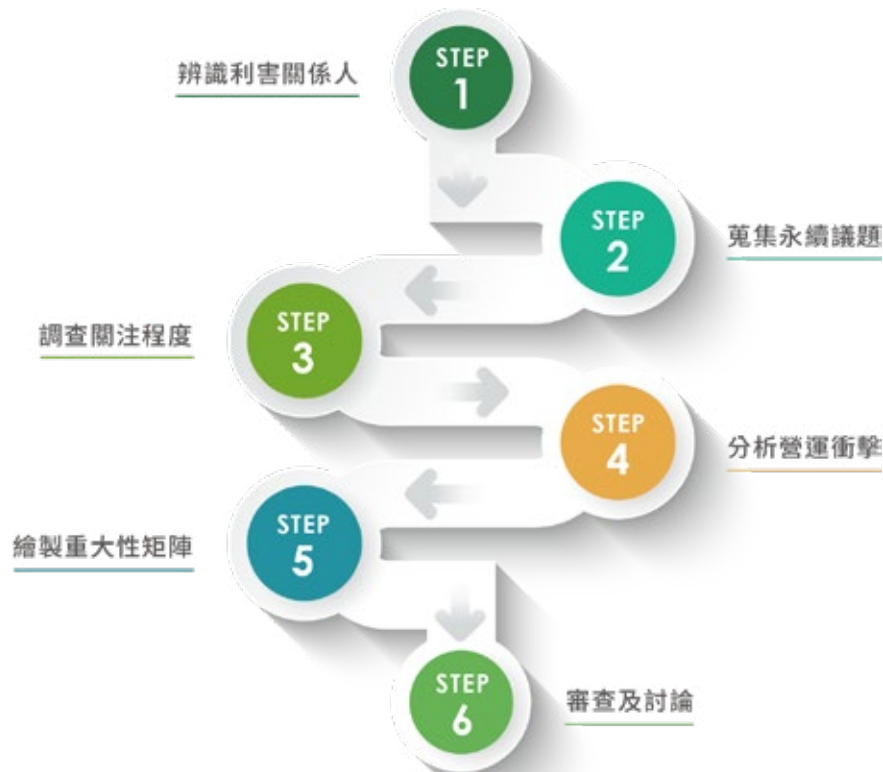 辨識利害關係人
STEP
1
STEP
2
蒐集永續議題
調查關注程度
STEP
3
STEP
4
分析營運衝擊
繪製重大性矩陣
STEP
5
STEP
6
審查及討論